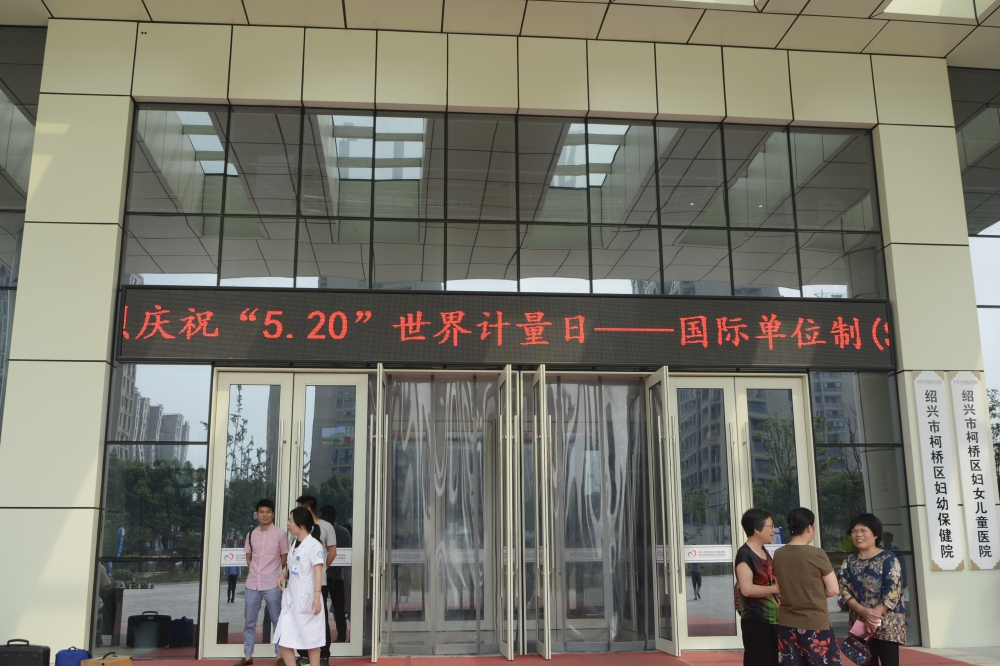 庆祝“5.20”世界计量日——国际单位制(
绍兴市柯桥区妇幼保健院
绍兴市柯桥区妇女儿童医院